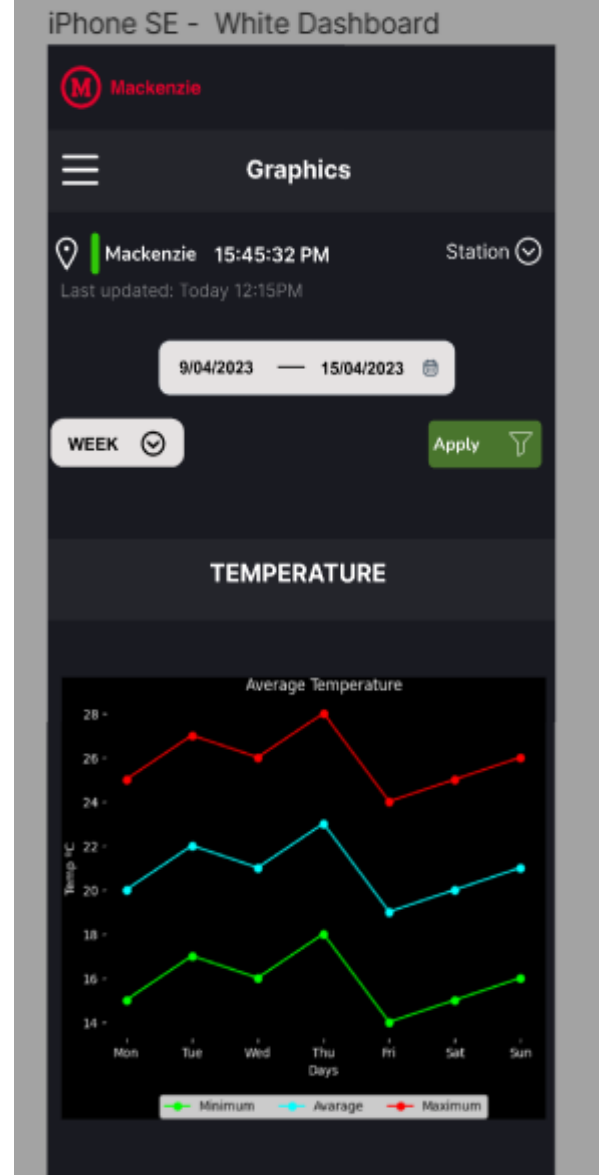 iPhone SE - White Dashboard
M Mackenzie
Graphics
Mackenzie 15:45:32 PM Station
Last updated: Today 12:15PM
9/04/2023 — 15/04/2023
WEEK Apply
TEMPERATURE
Average Temperature
28
26
24
22
20
18
16
14
Temp ºC
Mon Tue Wed Thu Fri Sat Sun
Days
Minimum Avarage Maximum